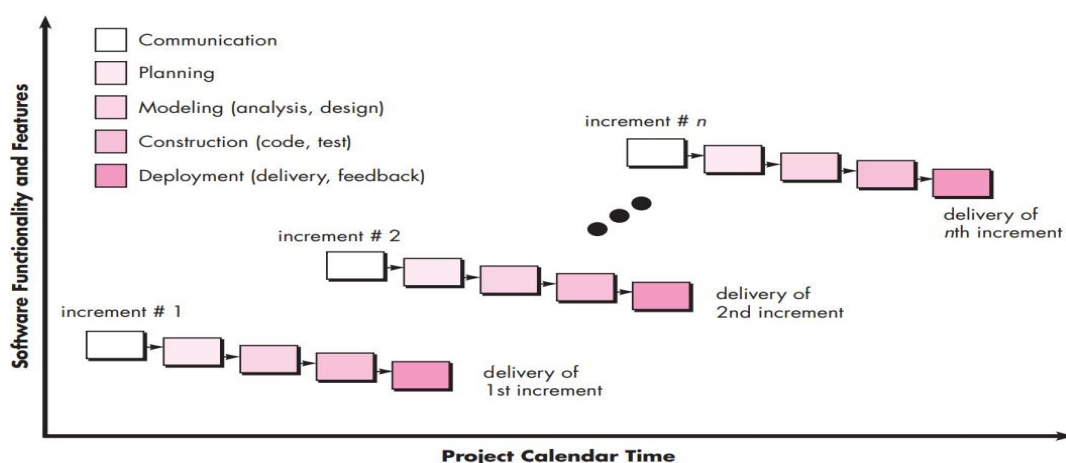 Software Functionality and Features
Communication
Planning
Modeling (analysis, design)
Construction (code, test)
Deployment (delivery, feedback)
increment # n
delivery of
nth increment
increment # 2
delivery of
2nd increment
increment # 1
delivery of
1st increment
Project Calendar Time